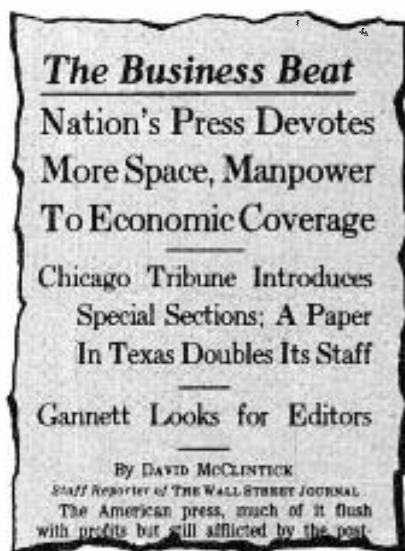 The Business Beat
Nation's Press Devotes
More Space, Manpower
To Economic Coverage
Chicago Tribune Introduces
Special Sections; A Paper
In Texas Doubles Its Staff
Gannett Looks for Editors
By DAVID MCCLINTICK
Staff Reporter of THE WALL STREET JOURNAL
The American press, much of it flush
with profits but still afflicted by the post-